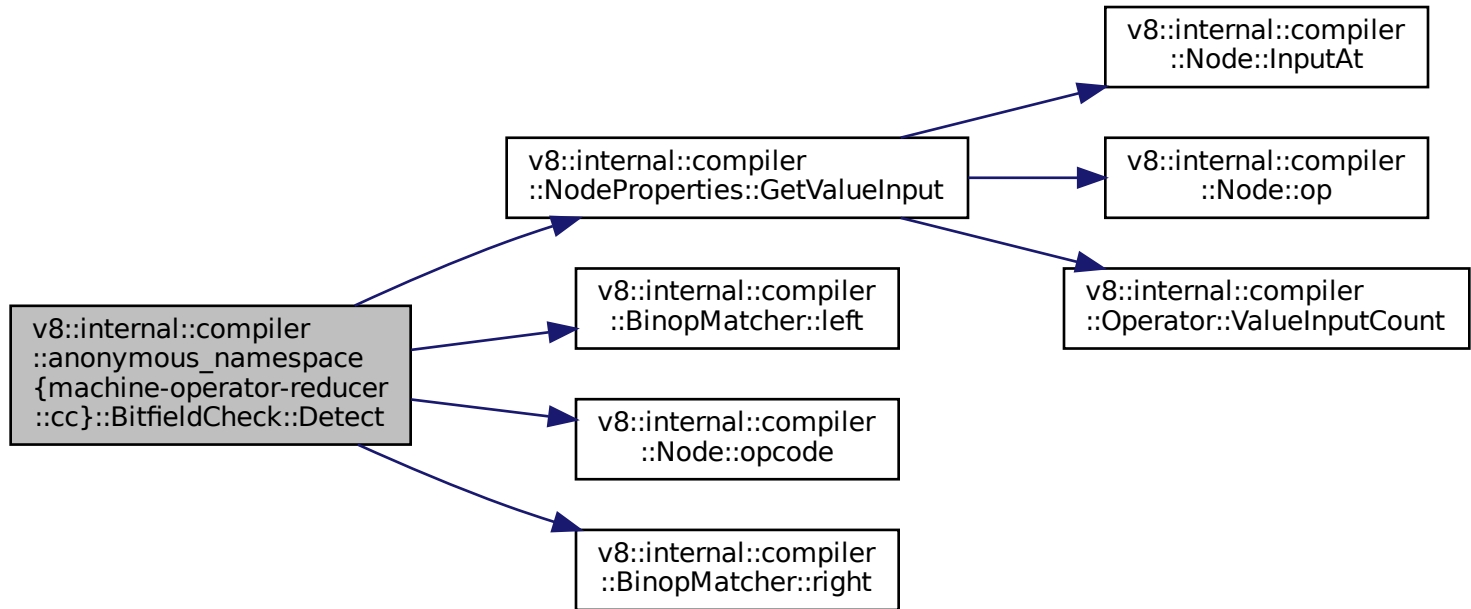 v8::internal::compiler
::anonymous_namespace
{machine-operator-reducer
::cc}::BitfieldCheck::Detect
v8::internal::compiler
::NodeProperties::GetValueInput
v8::internal::compiler
::BinopMatcher::left
v8::internal::compiler
::Node::opcode
v8::internal::compiler
::BinopMatcher::right
v8::internal::compiler
::Node::InputAt
v8::internal::compiler
::Node::op
v8::internal::compiler
::Operator::ValueInputCount